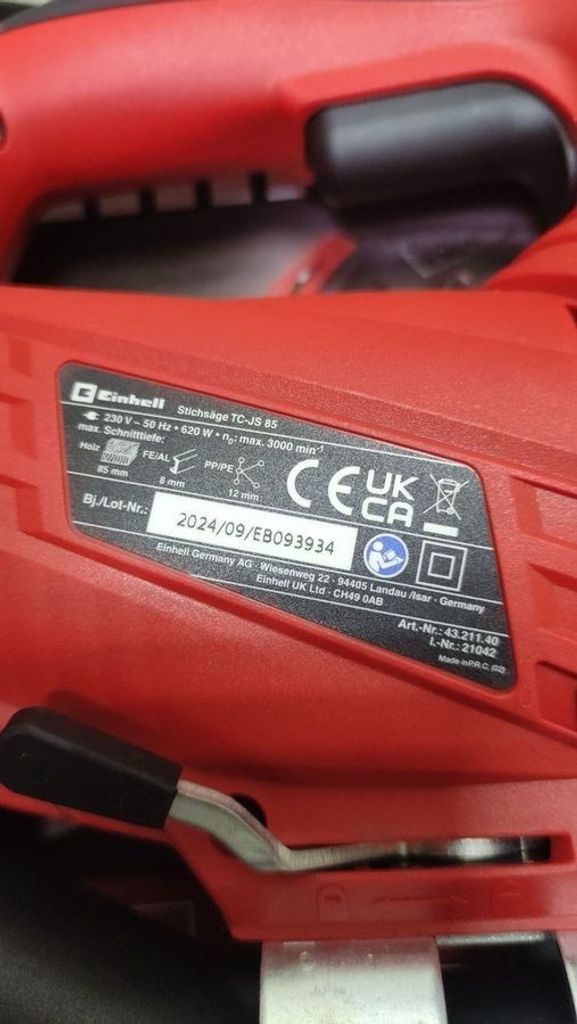 Einhell Stichsäge TC-JS 85
230 V ~ 50 Hz • 620 W • n₀: max. 3000 min⁻¹
max. Schnitttiefe:
Holz FE/AL PP/PE
85 mm 8 mm 12 mm
CE UK CA
Bj./Lot-Nr.: 2024/09/EB093934
Einhell Germany AG · Wiesenweg 22 · 94405 Landau /Isar · Germany
Einhell UK Ltd · CH49 0AB
Art.-Nr.: 43.211.40
I.-Nr.: 21042
Made in P.R.C. (02)